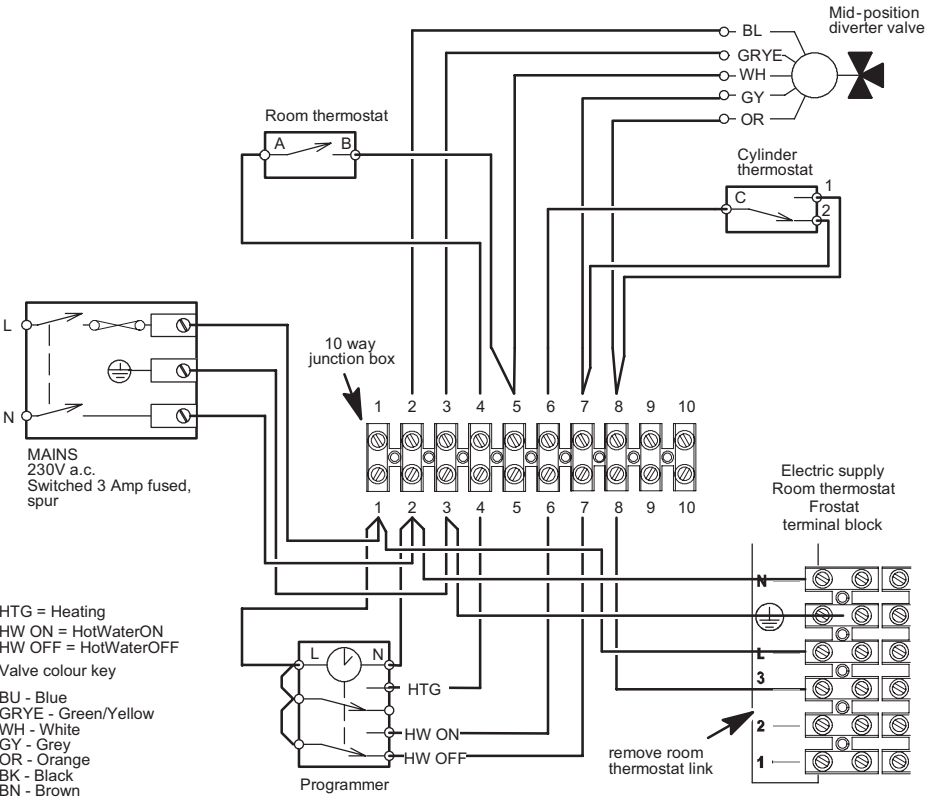 Mid-position
diverter valve
BL
GRYE
WH
GY
OR
Room thermostat
A B
Cylinder
thermostat
C
1
2
L
N
MAINS
230V a.c.
Switched 3 Amp fused,
spur
10 way
junction box
1 2 3 4 5 6 7 8 9 10
1 2 3 4 5 6 7 8 9 10
Electric supply
Room thermostat
Frostat
terminal block
N
L
3
2
1
remove room
thermostat link
HTG = Heating
HW ON = HotWaterON
HW OFF = HotWaterOFF
Valve colour key
BU - Blue
GRYE - Green/Yellow
WH - White
GY - Grey
OR - Orange
BK - Black
BN - Brown
L N
HTG
HW ON
HW OFF
Programmer